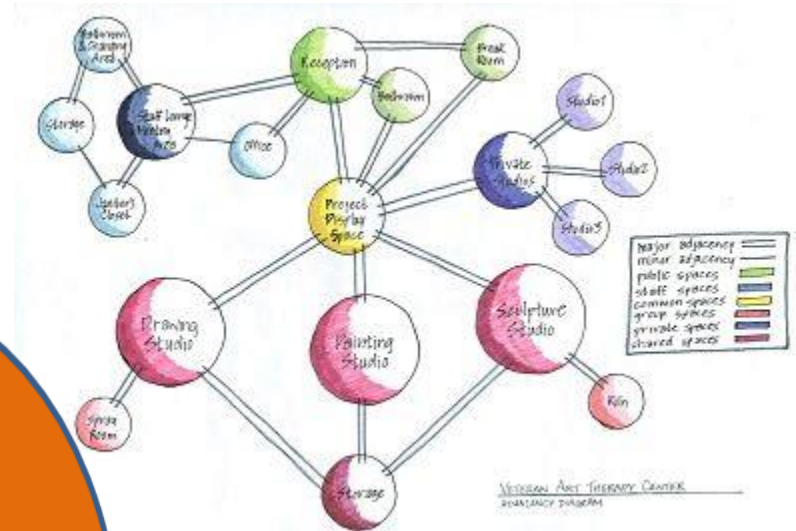 Bathroom
& Changing
Area
Storage
Janitor's
Closet
Staff Lounge
Area
Office
Reception
Bathroom
Break
Room
Project
Display
Space
Private
Studios
Studio1
Studio2
Studio3
Drawing
Studio
Painting
Studio
Sculpture
Studio
Spray
Room
Kiln
Storage
major adjacency
minor adjacency
public spaces
staff spaces
common spaces
group spaces
private spaces
shared spaces
VETERAN ART THERAPY CENTER
ADJACENCY DIAGRAM